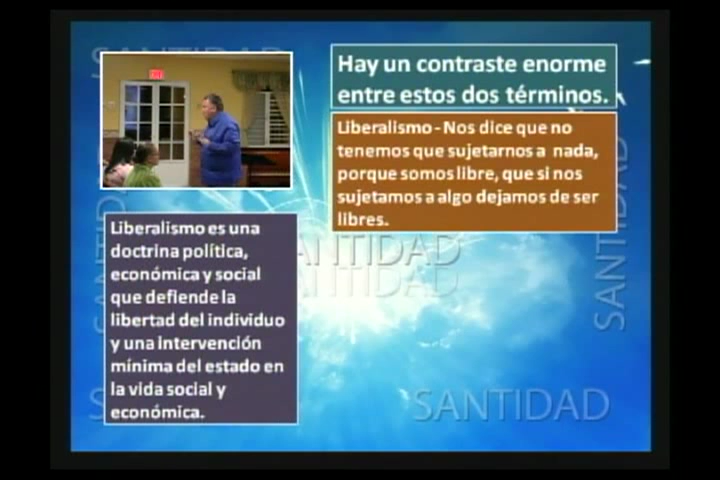 SANTIDAD
Hay un contraste enorme
entre estos dos términos.
Liberalismo - Nos dice que no
tenemos que sujetarnos a nada,
porque somos libre, que si nos
sujetamos a algo dejamos de ser
libres.
Liberalismo es una
doctrina política,
económica y social
que defiende la
libertad del individuo
y una intervención
mínima del estado en
la vida social y
económica.
ANTIDAD
ANTIDAD
SANTIDAD
SANTIDAD